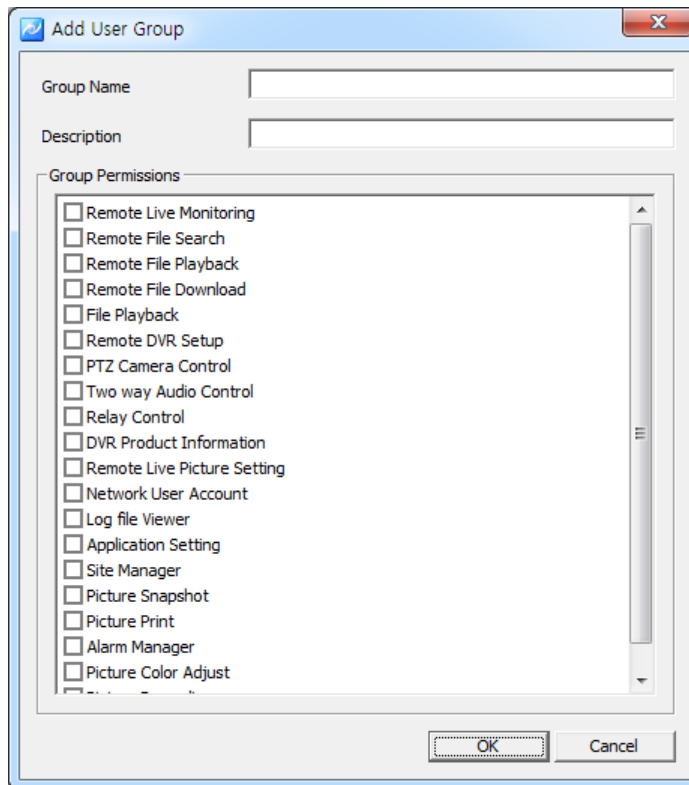 Add User Group
Group Name
Description
Group Permissions
Remote Live Monitoring
Remote File Search
Remote File Playback
Remote File Download
File Playback
Remote DVR Setup
PTZ Camera Control
Two way Audio Control
Relay Control
DVR Product Information
Remote Live Picture Setting
Network User Account
Log file Viewer
Application Setting
Site Manager
Picture Snapshot
Picture Print
Alarm Manager
Picture Color Adjust
OK Cancel